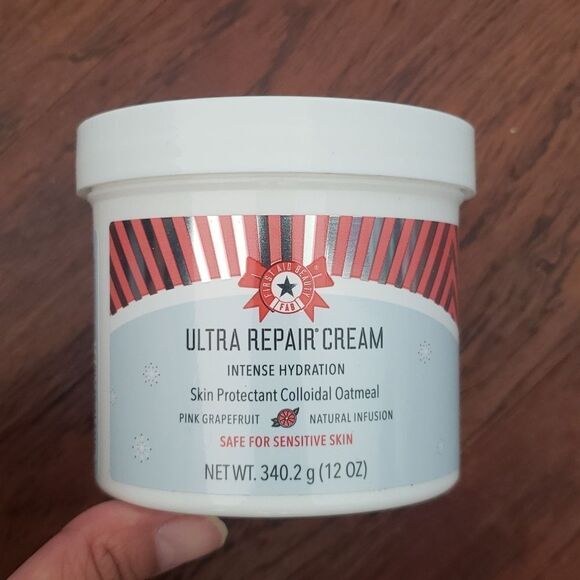 FIRST AID BEAUTY
FAB
ULTRA REPAIR® CREAM
INTENSE HYDRATION
Skin Protectant Colloidal Oatmeal
PINK GRAPEFRUIT NATURAL INFUSION
SAFE FOR SENSITIVE SKIN
NET WT. 340.2 g (12 OZ)